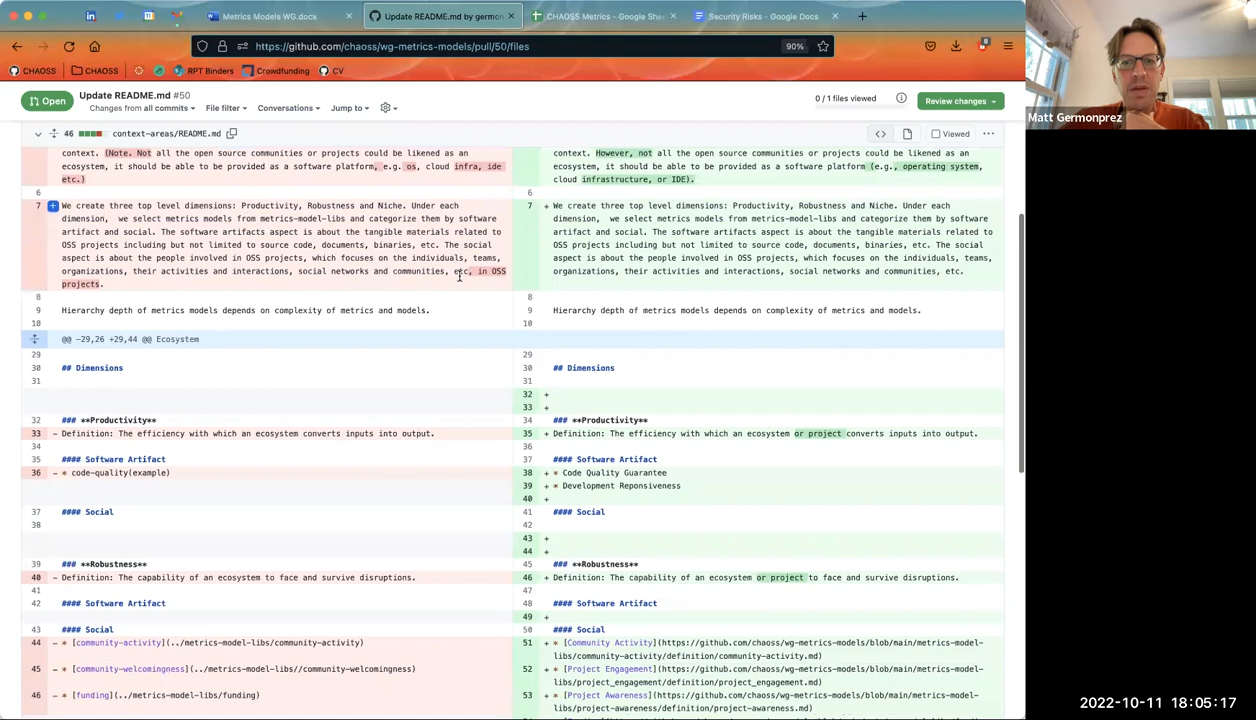 Metrics Models WG.docx × Update README.md by germon × CHAOSS Metrics - Google She × Security Risks - Google Docs × +
https://github.com/chaoss/wg-metrics-models/pull/50/files 90% 8
CHAOSS CHAOSS RPT Binders Crowdfunding CV
Open Update README.md #50
Changes from all commits File filter Conversations Jump to
0 / 1 files viewed Review changes
46 context-areas/README.md Viewed
context. (Note. Not all the open source communities or projects could be likened as an
ecosystem, it should be able to be provided as a software platform, e.g. os, cloud infra, ide
etc.)
6
7 We create three top level dimensions: Productivity, Robustness and Niche. Under each
dimension,  we select metrics models from metrics-model-libs and categorize them by software
artifact and social. The software artifacts aspect is about the tangible materials related to
OSS projects including but not limited to source code, documents, binaries, etc. The social
aspect is about the people involved in OSS projects, which focuses on the individuals, teams,
organizations, their activities and interactions, social networks and communities, etc, in OSS
projects.
8
9 Hierarchy depth of metrics models depends on complexity of metrics and models.
10
@@ -29,26 +29,44 @@ Ecosystem
29
30 ## Dimensions
31
32 ### **Productivity**
33 - Definition: The efficiency with which an ecosystem converts inputs into output.
34
35 #### Software Artifact
36 - * code-quality(example)
37 #### Social
38
39 ### **Robustness**
40 - Definition: The capability of an ecosystem to face and survive disruptions.
41
42 #### Software Artifact
43 #### Social
44 - * [community-activity](../metrics-model-libs/community-activity)
45 - * [community-welcomingness](../metrics-model-libs//community-welcomingness)
46 - * [funding](../metrics-model-libs/funding)
context. However, not all the open source communities or projects could be likened as an
ecosystem, it should be able to be provided as a software platform (e.g., operating system,
cloud infrastructure, or IDE).
6
7 + We create three top level dimensions: Productivity, Robustness and Niche. Under each
dimension,  we select metrics models from metrics-model-libs and categorize them by software
artifact and social. The software artifacts aspect is about the tangible materials related to
OSS projects including but not limited to source code, documents, binaries, etc. The social
aspect is about the people involved in OSS projects, which focuses on the individuals, teams,
organizations, their activities and interactions, social networks and communities, etc.
8
9 Hierarchy depth of metrics models depends on complexity of metrics and models.
10
29
30 ## Dimensions
31
32 +
33 +
34 ### **Productivity**
35 + Definition: The efficiency with which an ecosystem or project converts inputs into output.
36
37 #### Software Artifact
38 + * Code Quality Guarantee
39 + * Development Reponsiveness
40 +
41 #### Social
42
43 +
44 +
45 ### **Robustness**
46 + Definition: The capability of an ecosystem or project to face and survive disruptions.
47
48 #### Software Artifact
49 +
50 #### Social
51 + * [Community Activity](https://github.com/chaoss/wg-metrics-models/blob/main/metrics-model-
libs/community-activity/definition/community-activity.md)
52 + * [Project Engagement](https://github.com/chaoss/wg-metrics-models/blob/main/metrics-model-
libs/project_engagement/definition/project_engagement.md)
53 + * [Project Awareness](https://github.com/chaoss/wg-metrics-models/blob/main/metrics-model-
libs/project-awareness/definition/project-awareness.md)
Matt Germonprez
2022-10-11 18:05:17